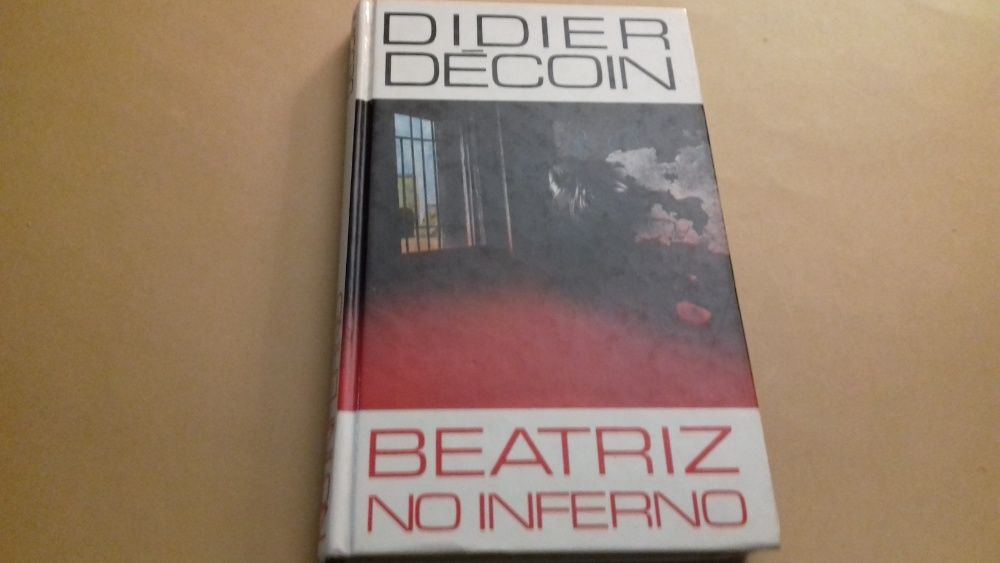 DIDIER
DÉCOIN
BEATRIZ
NO INFERNO